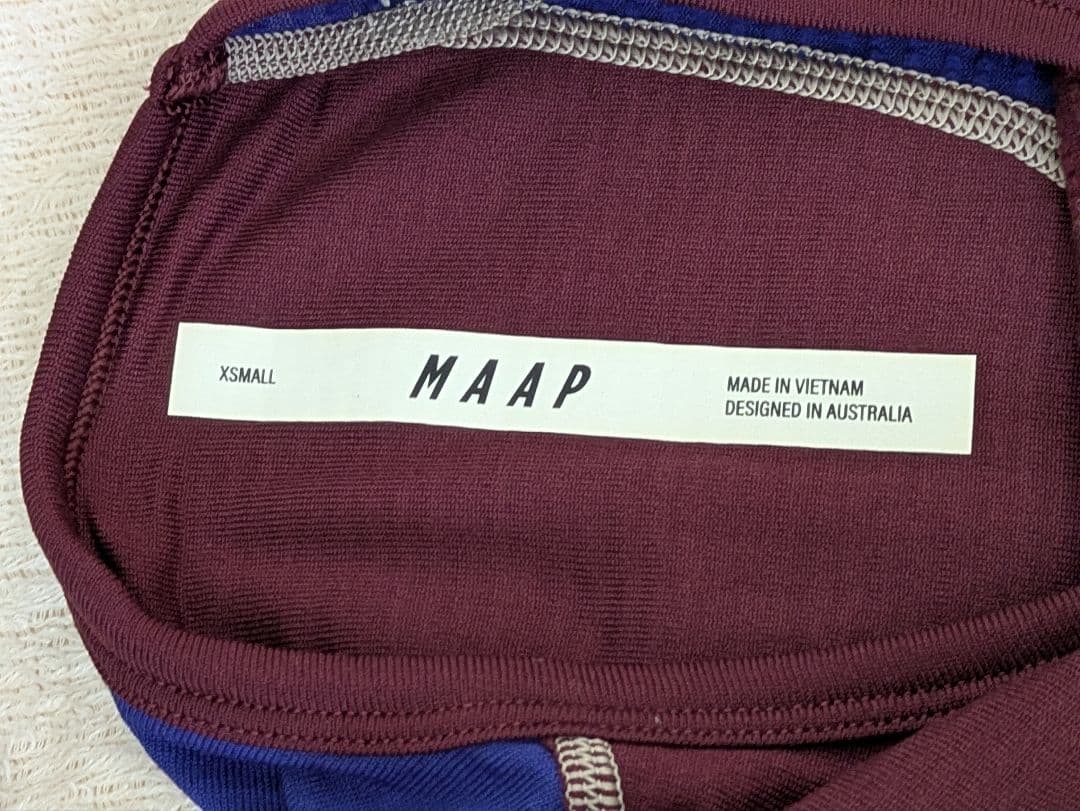 XSMALL
MAAP
MADE IN VIETNAM
DESIGNED IN AUSTRALIA